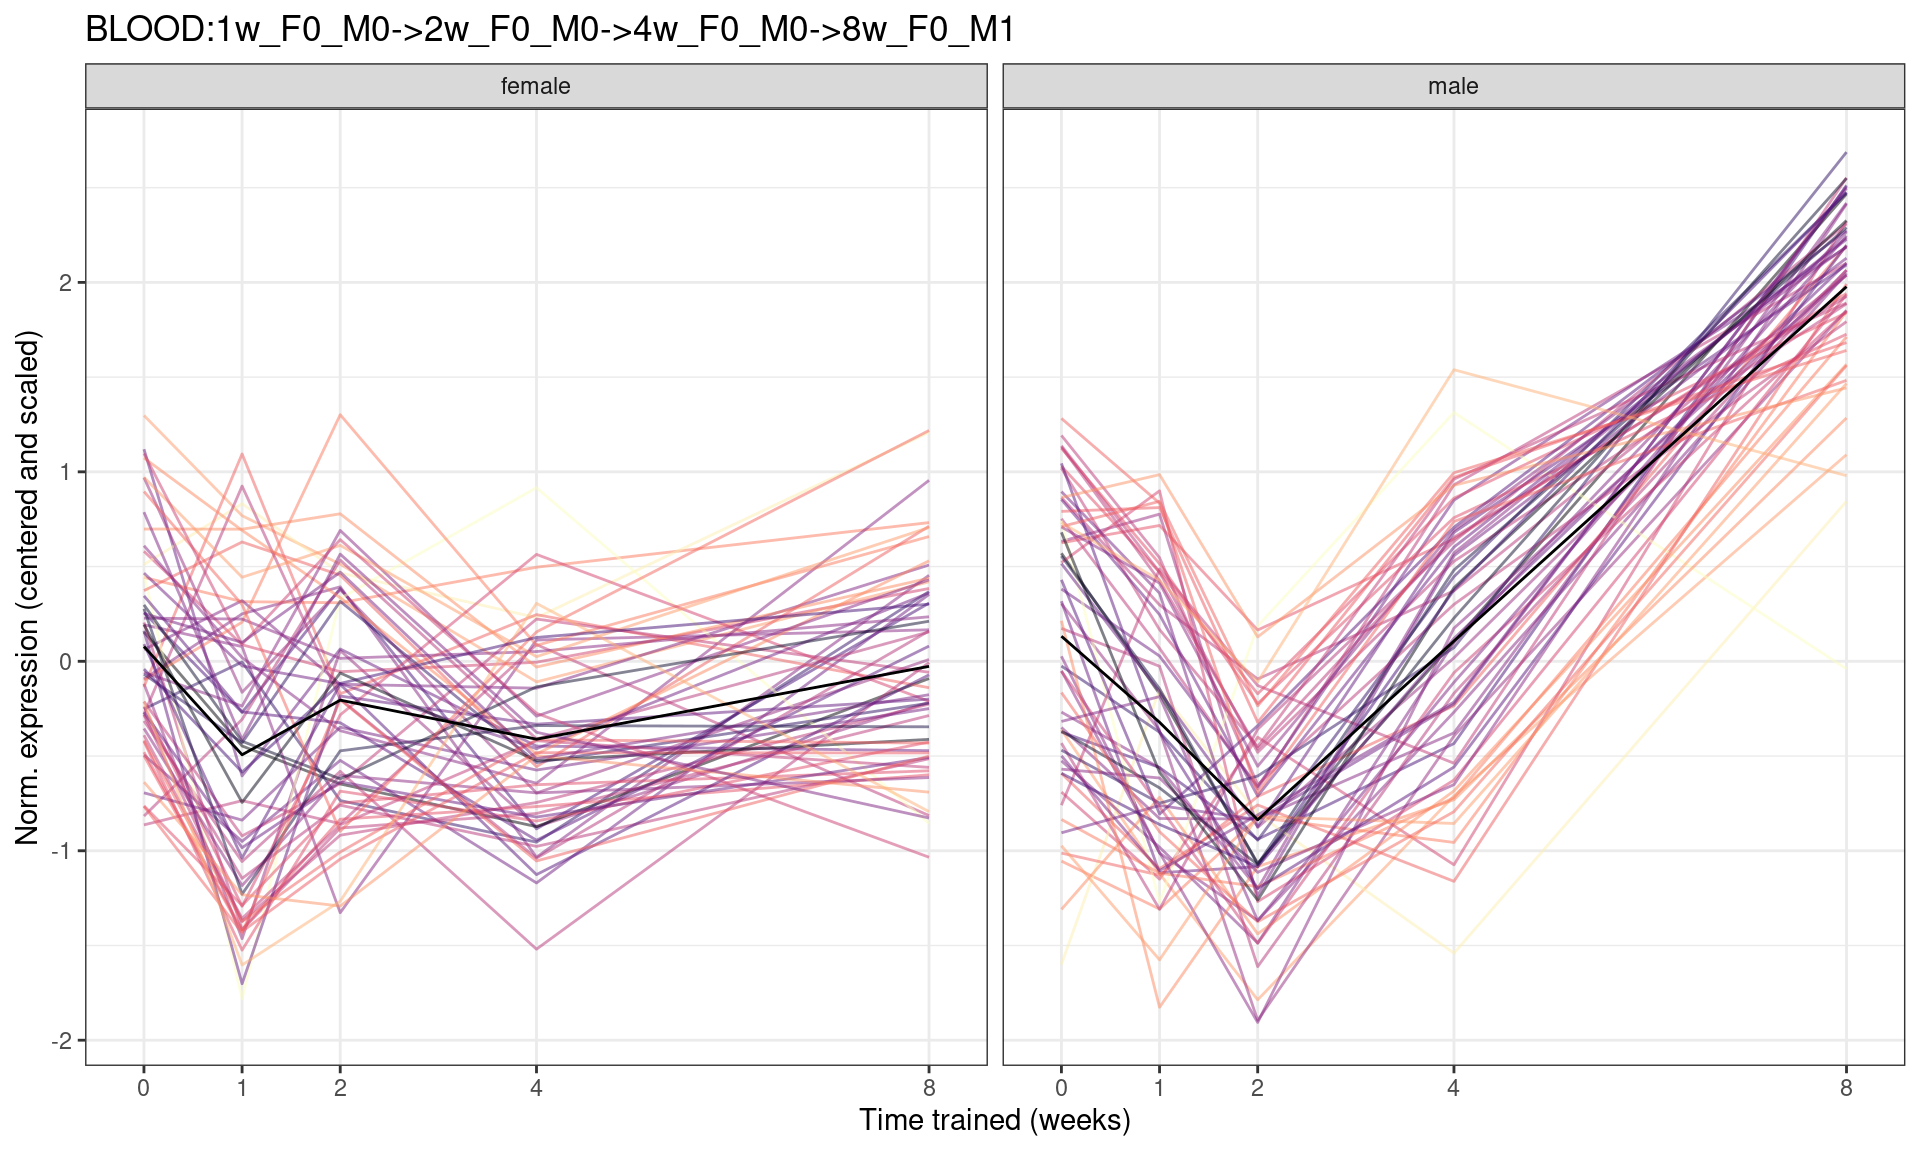 BLOOD:1w_F0_M0->2w_F0_M0->4w_F0_M0->8w_F0_M1
female
male
Norm. expression (centered and scaled)
2
1
0
-1
-2
0 1 2 4 8
0 1 2 4 8
Time trained (weeks)